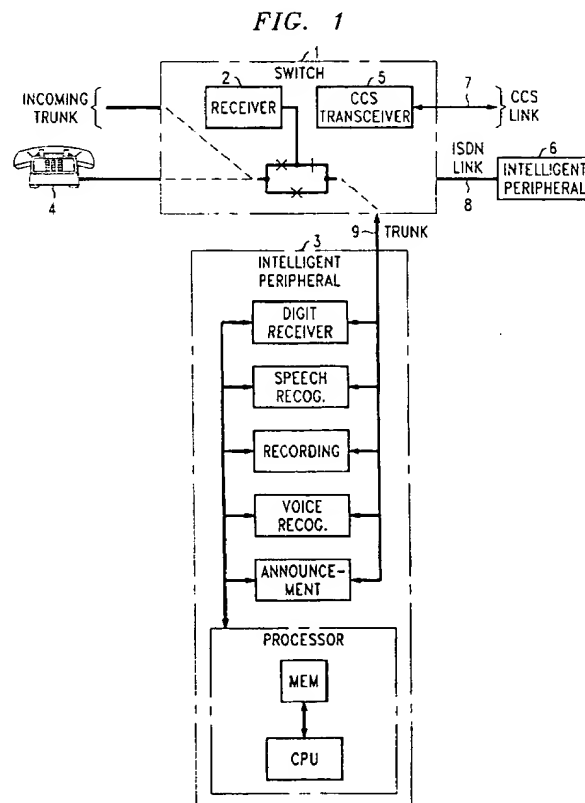 FIG. 1
1
SWITCH
2
RECEIVER
5
CCS
TRANSCEIVER
7
CCS
LINK
INCOMING
TRUNK
4
ISDN
LINK
8
6
INTELLIGENT
PERIPHERAL
9
TRUNK
3
INTELLIGENT
PERIPHERAL
DIGIT
RECEIVER
SPEECH
RECOG.
RECORDING
VOICE
RECOG.
ANNOUNCE-
MENT
PROCESSOR
MEM
CPU